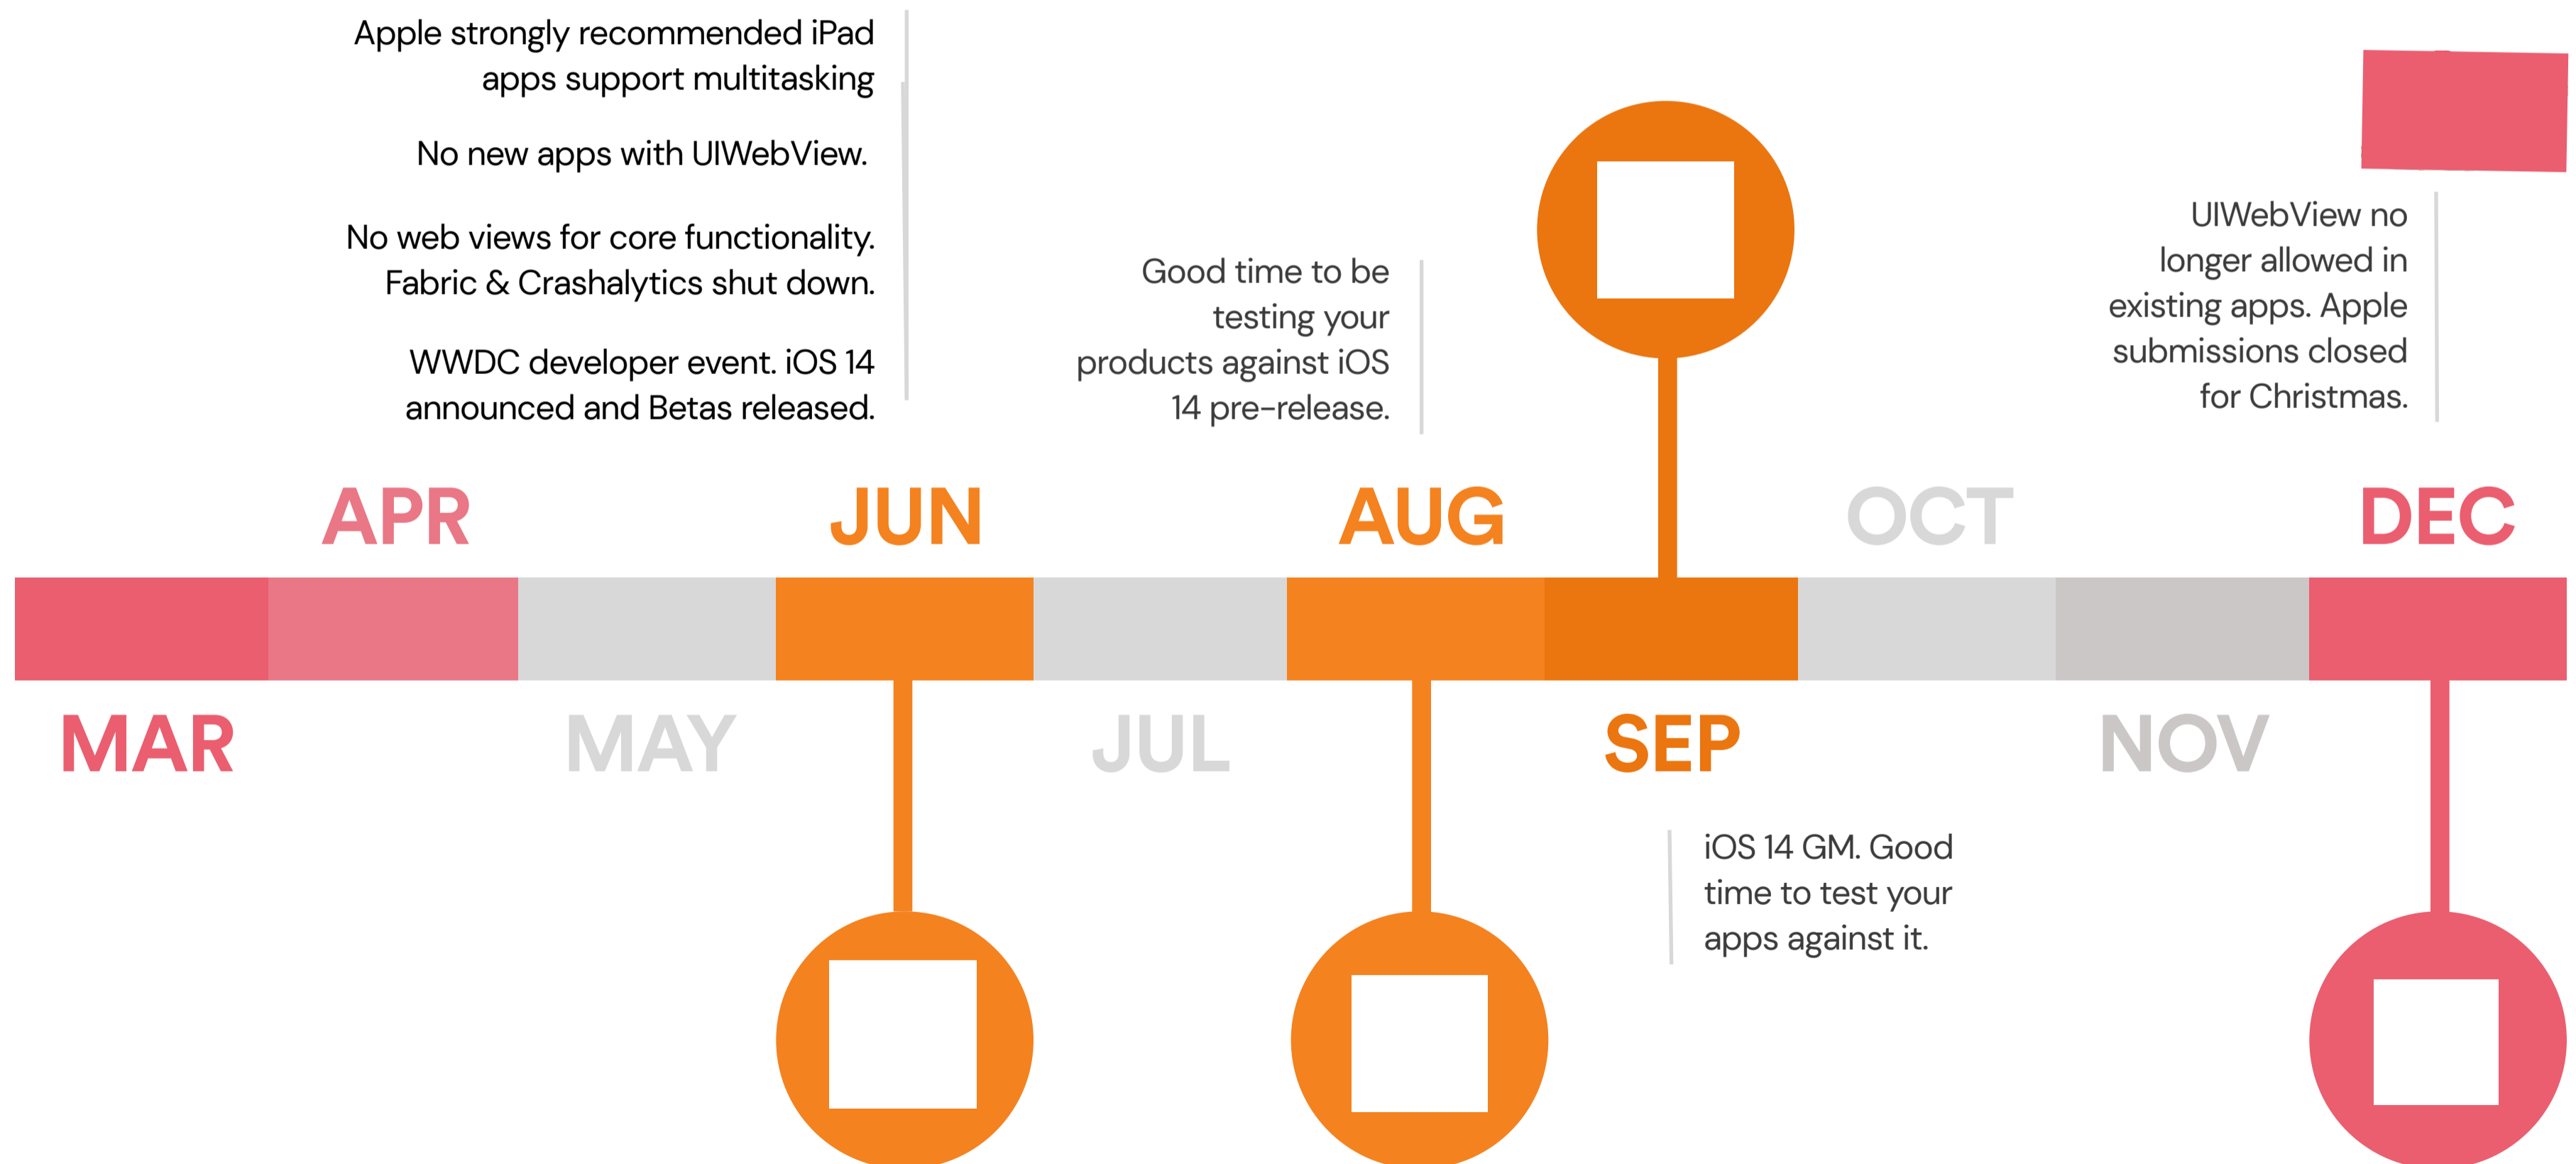 Apple strongly recommended iPad
apps support multitasking
No new apps with UIWebView.
No web views for core functionality.
Fabric & Crashalytics shut down.
WWDC developer event. iOS 14
announced and Betas released.
Good time to be
testing your
products against iOS
14 pre-release.
UIWebView no
longer allowed in
existing apps. Apple
submissions closed
for Christmas.
APR
JUN
AUG
OCT
DEC
MAR
MAY
JUL
SEP
NOV
iOS 14 GM. Good
time to test your
apps against it.